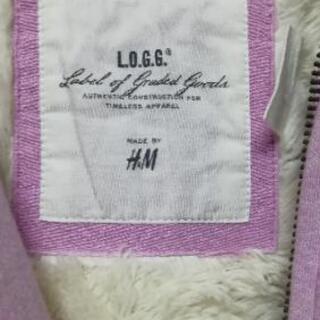 L.O.G.G.®
Label of Graded Goods
AUTHENTIC CONSTRUCTION FOR
TIMELESS APPAREL
MADE BY
H&M